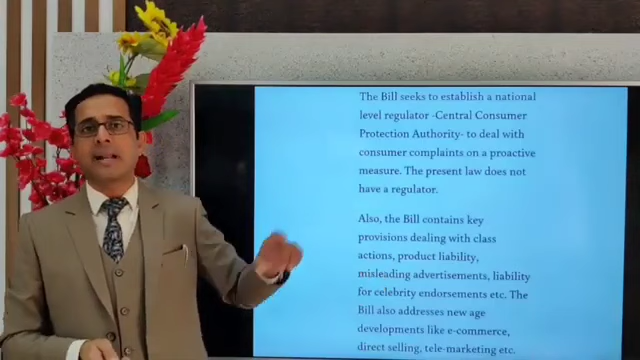 The Bill seeks to establish a national
level regulator -Central Consumer
Protection Authority- to deal with
consumer complaints on a proactive
measure. The present law does not
have a regulator.
Also, the Bill contains key
provisions dealing with class
actions, product liability,
misleading advertisements, liability
for celebrity endorsements etc. The
Bill also addresses new age
developments like e-commerce,
direct selling, tele-marketing etc.